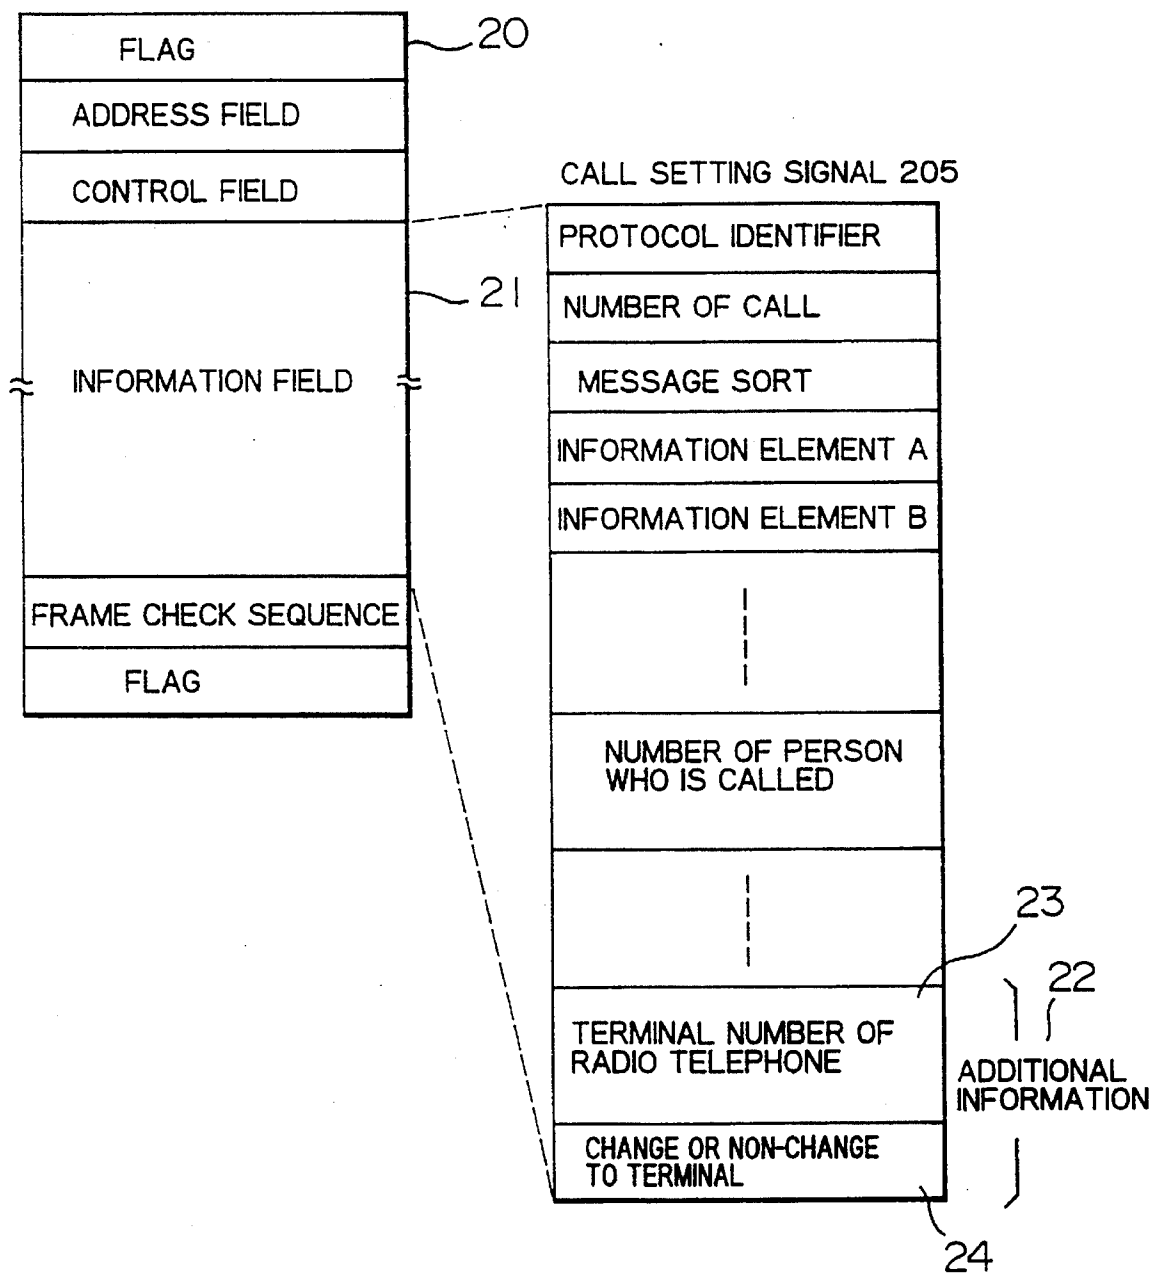 FLAG
20
ADDRESS FIELD
CONTROL FIELD
21
INFORMATION FIELD
FRAME CHECK SEQUENCE
FLAG
CALL SETTING SIGNAL 205
PROTOCOL IDENTIFIER
NUMBER OF CALL
MESSAGE SORT
INFORMATION ELEMENT A
INFORMATION ELEMENT B
NUMBER OF PERSON
WHO IS CALLED
23
TERMINAL NUMBER OF
RADIO TELEPHONE
22
ADDITIONAL
INFORMATION
CHANGE OR NON-CHANGE
TO TERMINAL
24